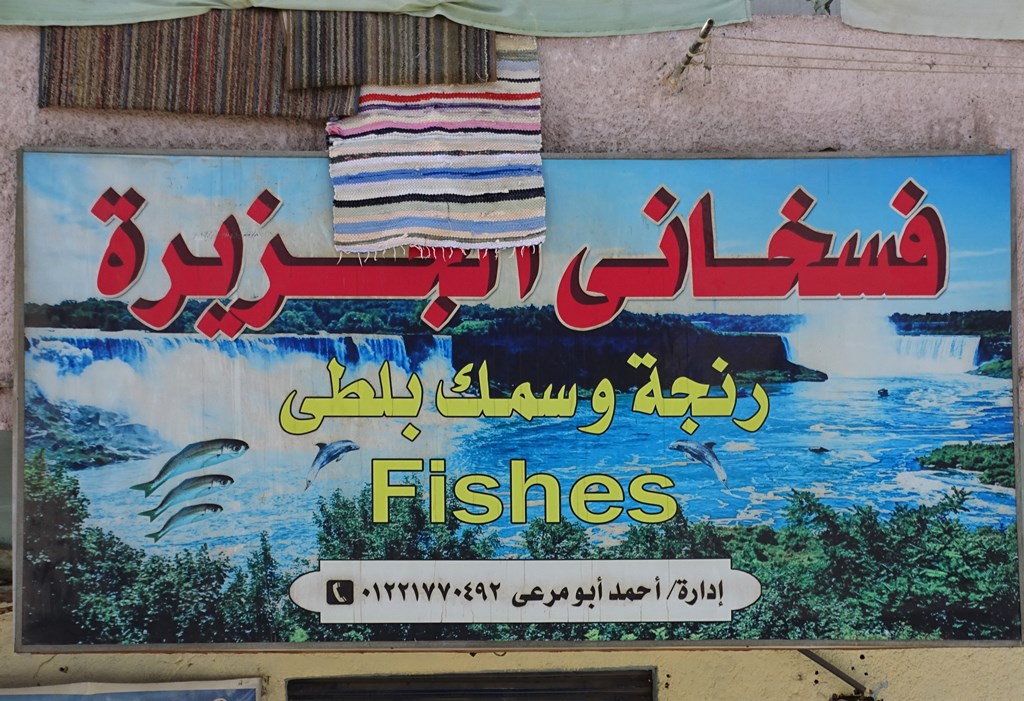 فسخانى الجزيرة
رنجة وسمك بلطى
Fishes
إدارة/ أحمد أبو مرعى ٠١٢٢١٧٧٠٤٩٢